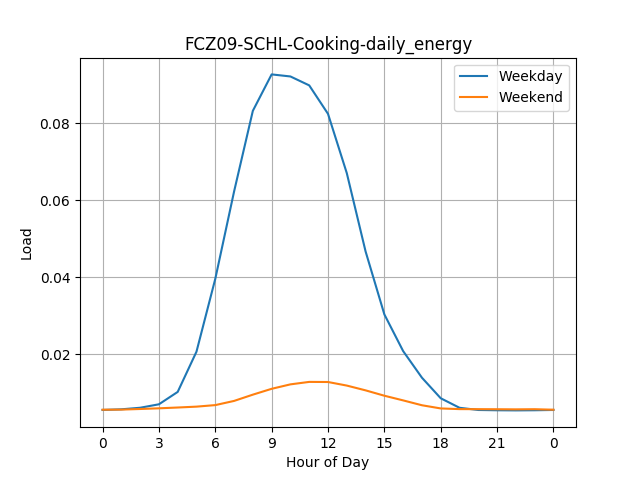 FCZ09-SCHL-Cooking-daily_energy
Weekday
Weekend
0.08
0.06
0.04
0.02
Load
0 3 6 9 12 15 18 21 0
Hour of Day